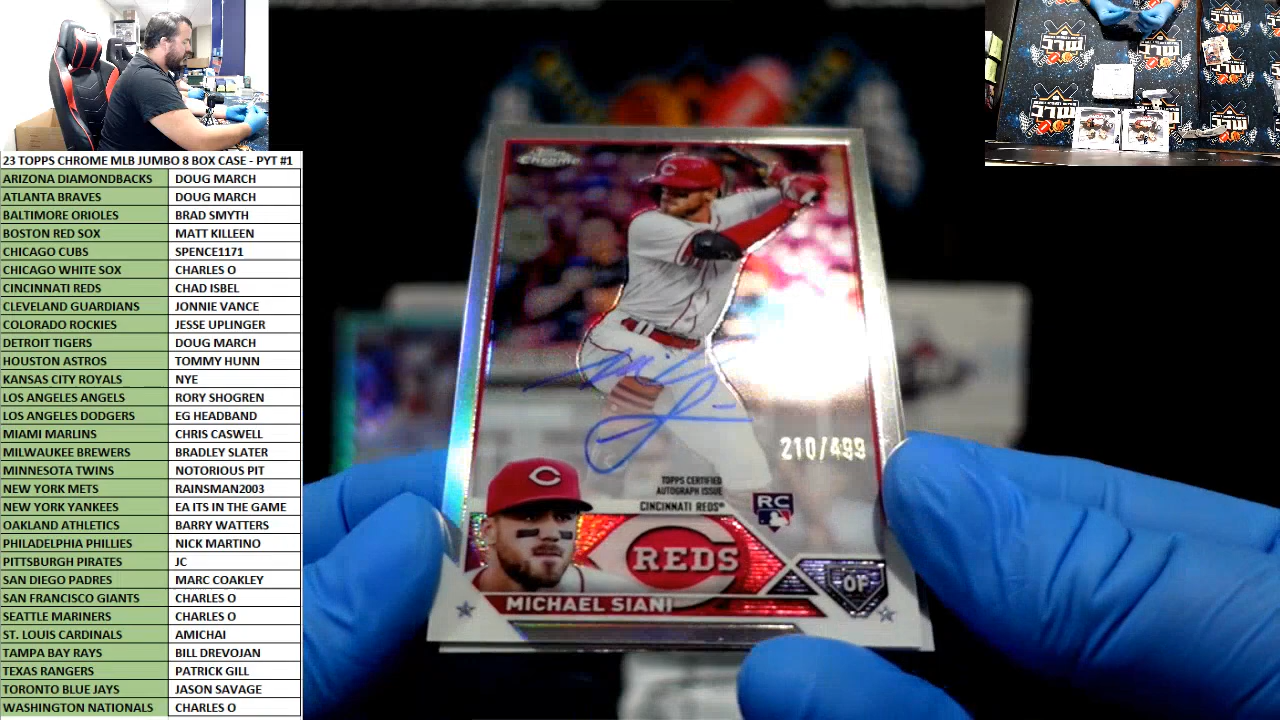 23 TOPPS CHROME MLB JUMBO 8 BOX CASE - PYT #1
ARIZONA DIAMONDBACKS DOUG MARCH
ATLANTA BRAVES DOUG MARCH
BALTIMORE ORIOLES BRAD SMYTH
BOSTON RED SOX MATT KILLEEN
CHICAGO CUBS SPENCE1171
CHICAGO WHITE SOX CHARLES O
CINCINNATI REDS CHAD ISBEL
CLEVELAND GUARDIANS JONNIE VANCE
COLORADO ROCKIES JESSE UPLINGER
DETROIT TIGERS DOUG MARCH
HOUSTON ASTROS TOMMY HUNN
KANSAS CITY ROYALS NYE
LOS ANGELES ANGELS RORY SHOGREN
LOS ANGELES DODGERS EG HEADBAND
MIAMI MARLINS CHRIS CASWELL
MILWAUKEE BREWERS BRADLEY SLATER
MINNESOTA TWINS NOTORIOUS PIT
NEW YORK METS RAINSMAN2003
NEW YORK YANKEES EA ITS IN THE GAME
OAKLAND ATHLETICS BARRY WATTERS
PHILADELPHIA PHILLIES NICK MARTINO
PITTSBURGH PIRATES JC
SAN DIEGO PADRES MARC COAKLEY
SAN FRANCISCO GIANTS CHARLES O
SEATTLE MARINERS CHARLES O
ST. LOUIS CARDINALS AMICHAI
TAMPA BAY RAYS BILL DREVOJAN
TEXAS RANGERS PATRICK GILL
TORONTO BLUE JAYS JASON SAVAGE
WASHINGTON NATIONALS CHARLES O
Topps
Chrome
210/499
TOPPS CERTIFIED
AUTOGRAPH ISSUE
CINCINNATI REDS®
RC
C
REDS
OF
MICHAEL SIANI